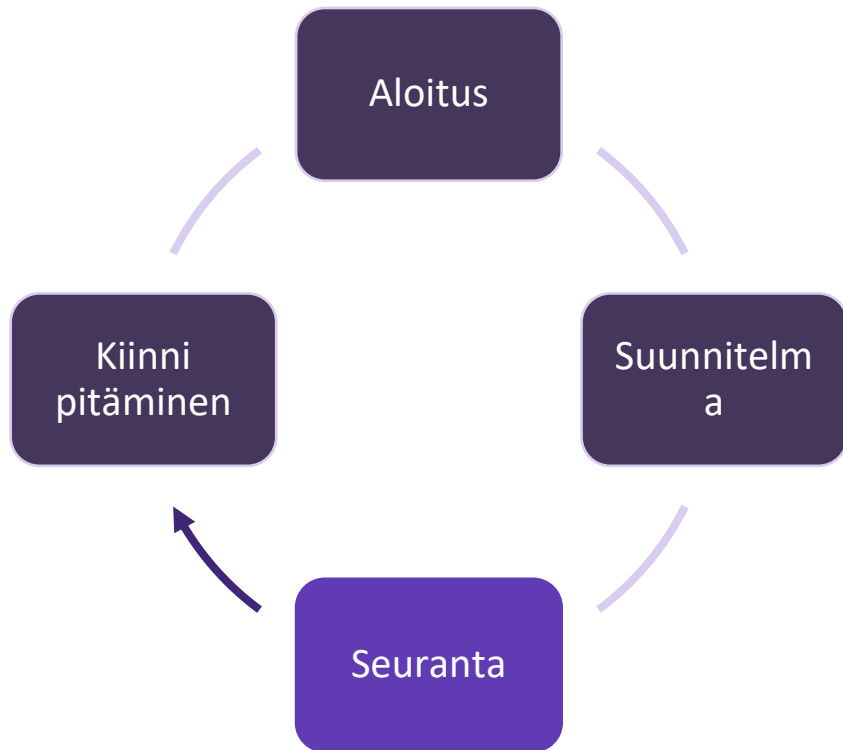 Aloitus
Kiinni
pitäminen
Suunnitelm
a
Seuranta